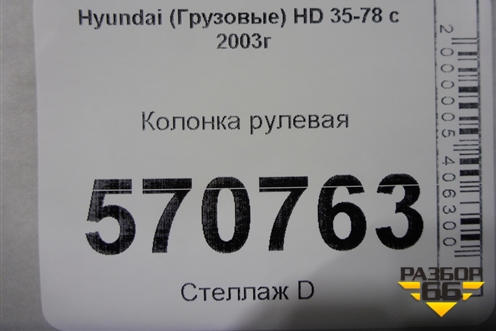 Hyundai (Грузовые) HD 35-78 с
2003г
Колонка рулевая
570763
Стеллаж D
2000005406300
РАЗБОР
66